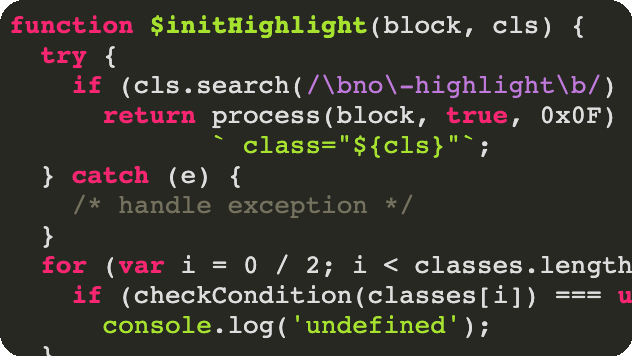 function $initHighlight(block, cls) {
  try {
    if (cls.search(/\bno\-highlight\b/)
      return process(block, true, 0x0F)
             ` class="${cls}"`;
  } catch (e) {
    /* handle exception */
  }
  for (var i = 0 / 2; i < classes.length
    if (checkCondition(classes[i]) === u
      console.log('undefined');
  }